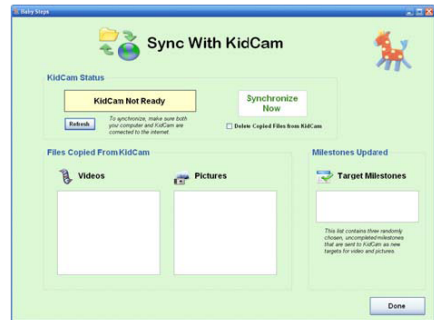 Baby Steps
Sync With KidCam
KidCam Status
KidCam Not Ready
Synchronize
Now
Refresh
To synchronize, make sure both
your computer and KidCam are
connected to the internet
Delete Copied Files from KidCam
Files Copied From KidCam
Videos
Pictures
Milestones Updated
Target Milestones
This list contains three randomly
chosen, uncompleted milestones
that are sent to KidCam as new
targets for video and pictures.
Done